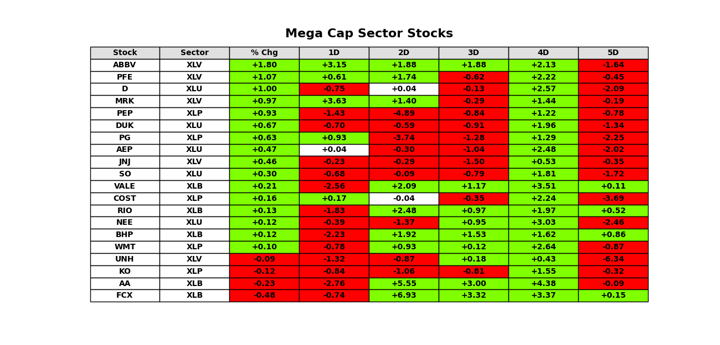 Mega Cap Sector Stocks
Stock Sector % Chg 1D 2D 3D 4D 5D
ABBV XLV +1.80 +3.15 +1.88 +1.88 +2.13 -1.64
PFE XLV +1.07 +0.61 +1.74 -0.62 +2.22 -0.45
D XLU +1.00 -0.75 +0.04 -0.13 +2.57 -2.09
MRK XLV +0.97 +3.63 +1.40 -0.29 +1.44 -0.19
PEP XLP +0.93 -1.43 -4.89 -0.84 +1.22 -0.78
DUK XLU +0.67 -0.70 -0.59 -0.91 +1.96 -1.34
PG XLP +0.63 +0.93 -3.74 -1.26 +1.29 -2.25
AEP XLU +0.47 +0.04 -0.30 -1.04 +2.48 -2.02
JNJ XLV +0.46 -0.23 -0.29 -1.50 +0.53 -0.35
SO XLU +0.30 -0.68 -0.09 -0.79 +1.81 -1.72
VALE XLB +0.21 -2.56 +2.09 +1.17 +3.51 +0.11
COST XLP +0.16 +0.17 -0.04 -0.35 +2.24 -3.69
RIO XLB +0.13 -1.83 +2.48 +0.97 +1.97 +0.52
NEE XLU +0.12 -0.39 -1.37 +0.95 +3.03 -2.46
BHP XLB +0.12 -2.23 +1.92 +1.53 +1.62 +0.86
WMT XLP +0.10 -0.78 +0.93 +0.12 +2.64 -0.87
UNH XLV -0.09 -1.32 -0.87 +0.18 +0.43 -6.34
KO XLP -0.12 -0.84 -1.06 -0.81 +1.55 -0.32
AA XLB -0.23 -2.76 +5.55 +3.00 +4.38 -0.09
FCX XLB -0.48 -0.74 +6.93 +3.32 +3.37 +0.15